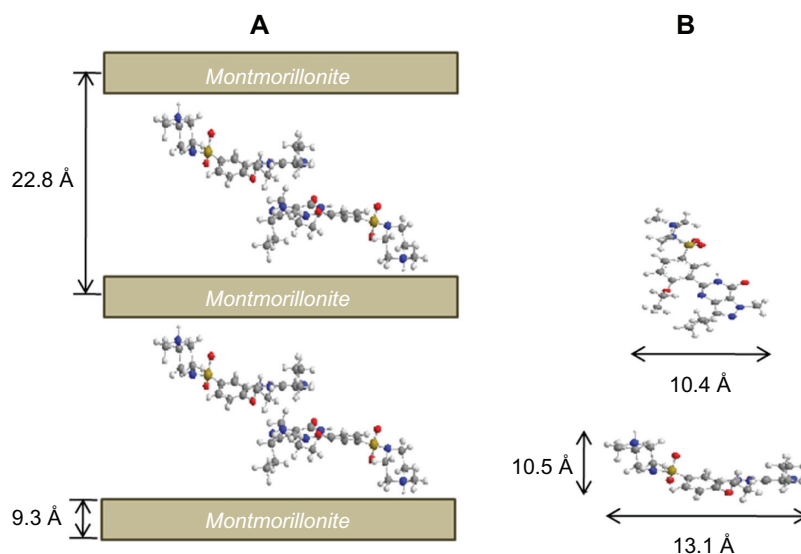 A
B
Montmorillonite
22.8 Å
Montmorillonite
10.4 Å
10.5 Å
9.3 Å
Montmorillonite
13.1 Å